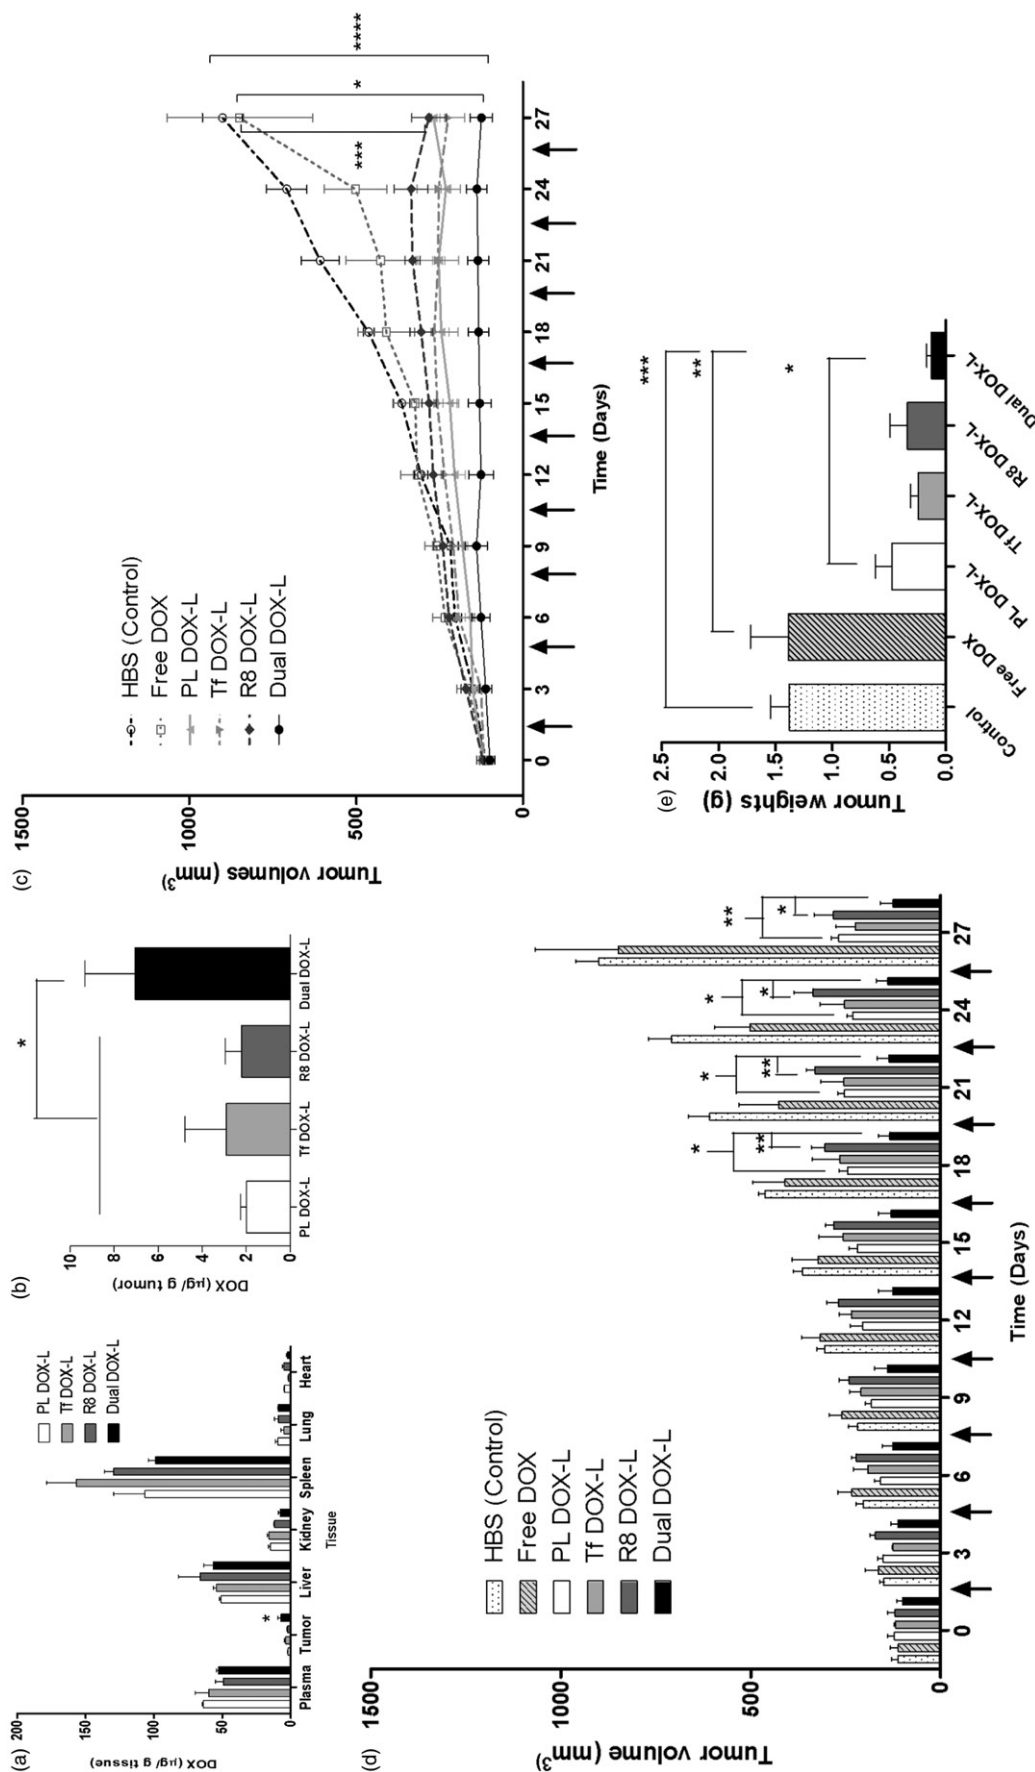 (a)
DOX (µg/ g tissue)
200
150
100
50
0
PL DOX-L
Tf DOX-L
R8 DOX-L
Dual DOX-L
*
Plasma Tumor Liver Kidney Spleen Lung Heart
Tissue
(b)
DOX (µg/ g tumor)
10
8
6
4
2
0
*
PL DOX-L Tf DOX-L R8 DOX-L Dual DOX-L
(c)
Tumor volumes (mm³)
1500
1000
500
0
HBS (Control)
Free DOX
PL DOX-L
Tf DOX-L
R8 DOX-L
Dual DOX-L
***
*
****
0 3 6 9 12 15 18 21 24 27
Time (Days)
(d)
Tumor volume (mm³)
1500
1000
500
0
HBS (Control)
Free DOX
PL DOX-L
Tf DOX-L
R8 DOX-L
Dual DOX-L
*
**
*
**
*
*
**
*
0 3 6 9 12 15 18 21 24 27
Time (Days)
(e)
Tumor weights (g)
2.5
2.0
1.5
1.0
0.5
0.0
***
**
*
Control Free DOX PL DOX-L Tf DOX-L R8 DOX-L Dual DOX-L